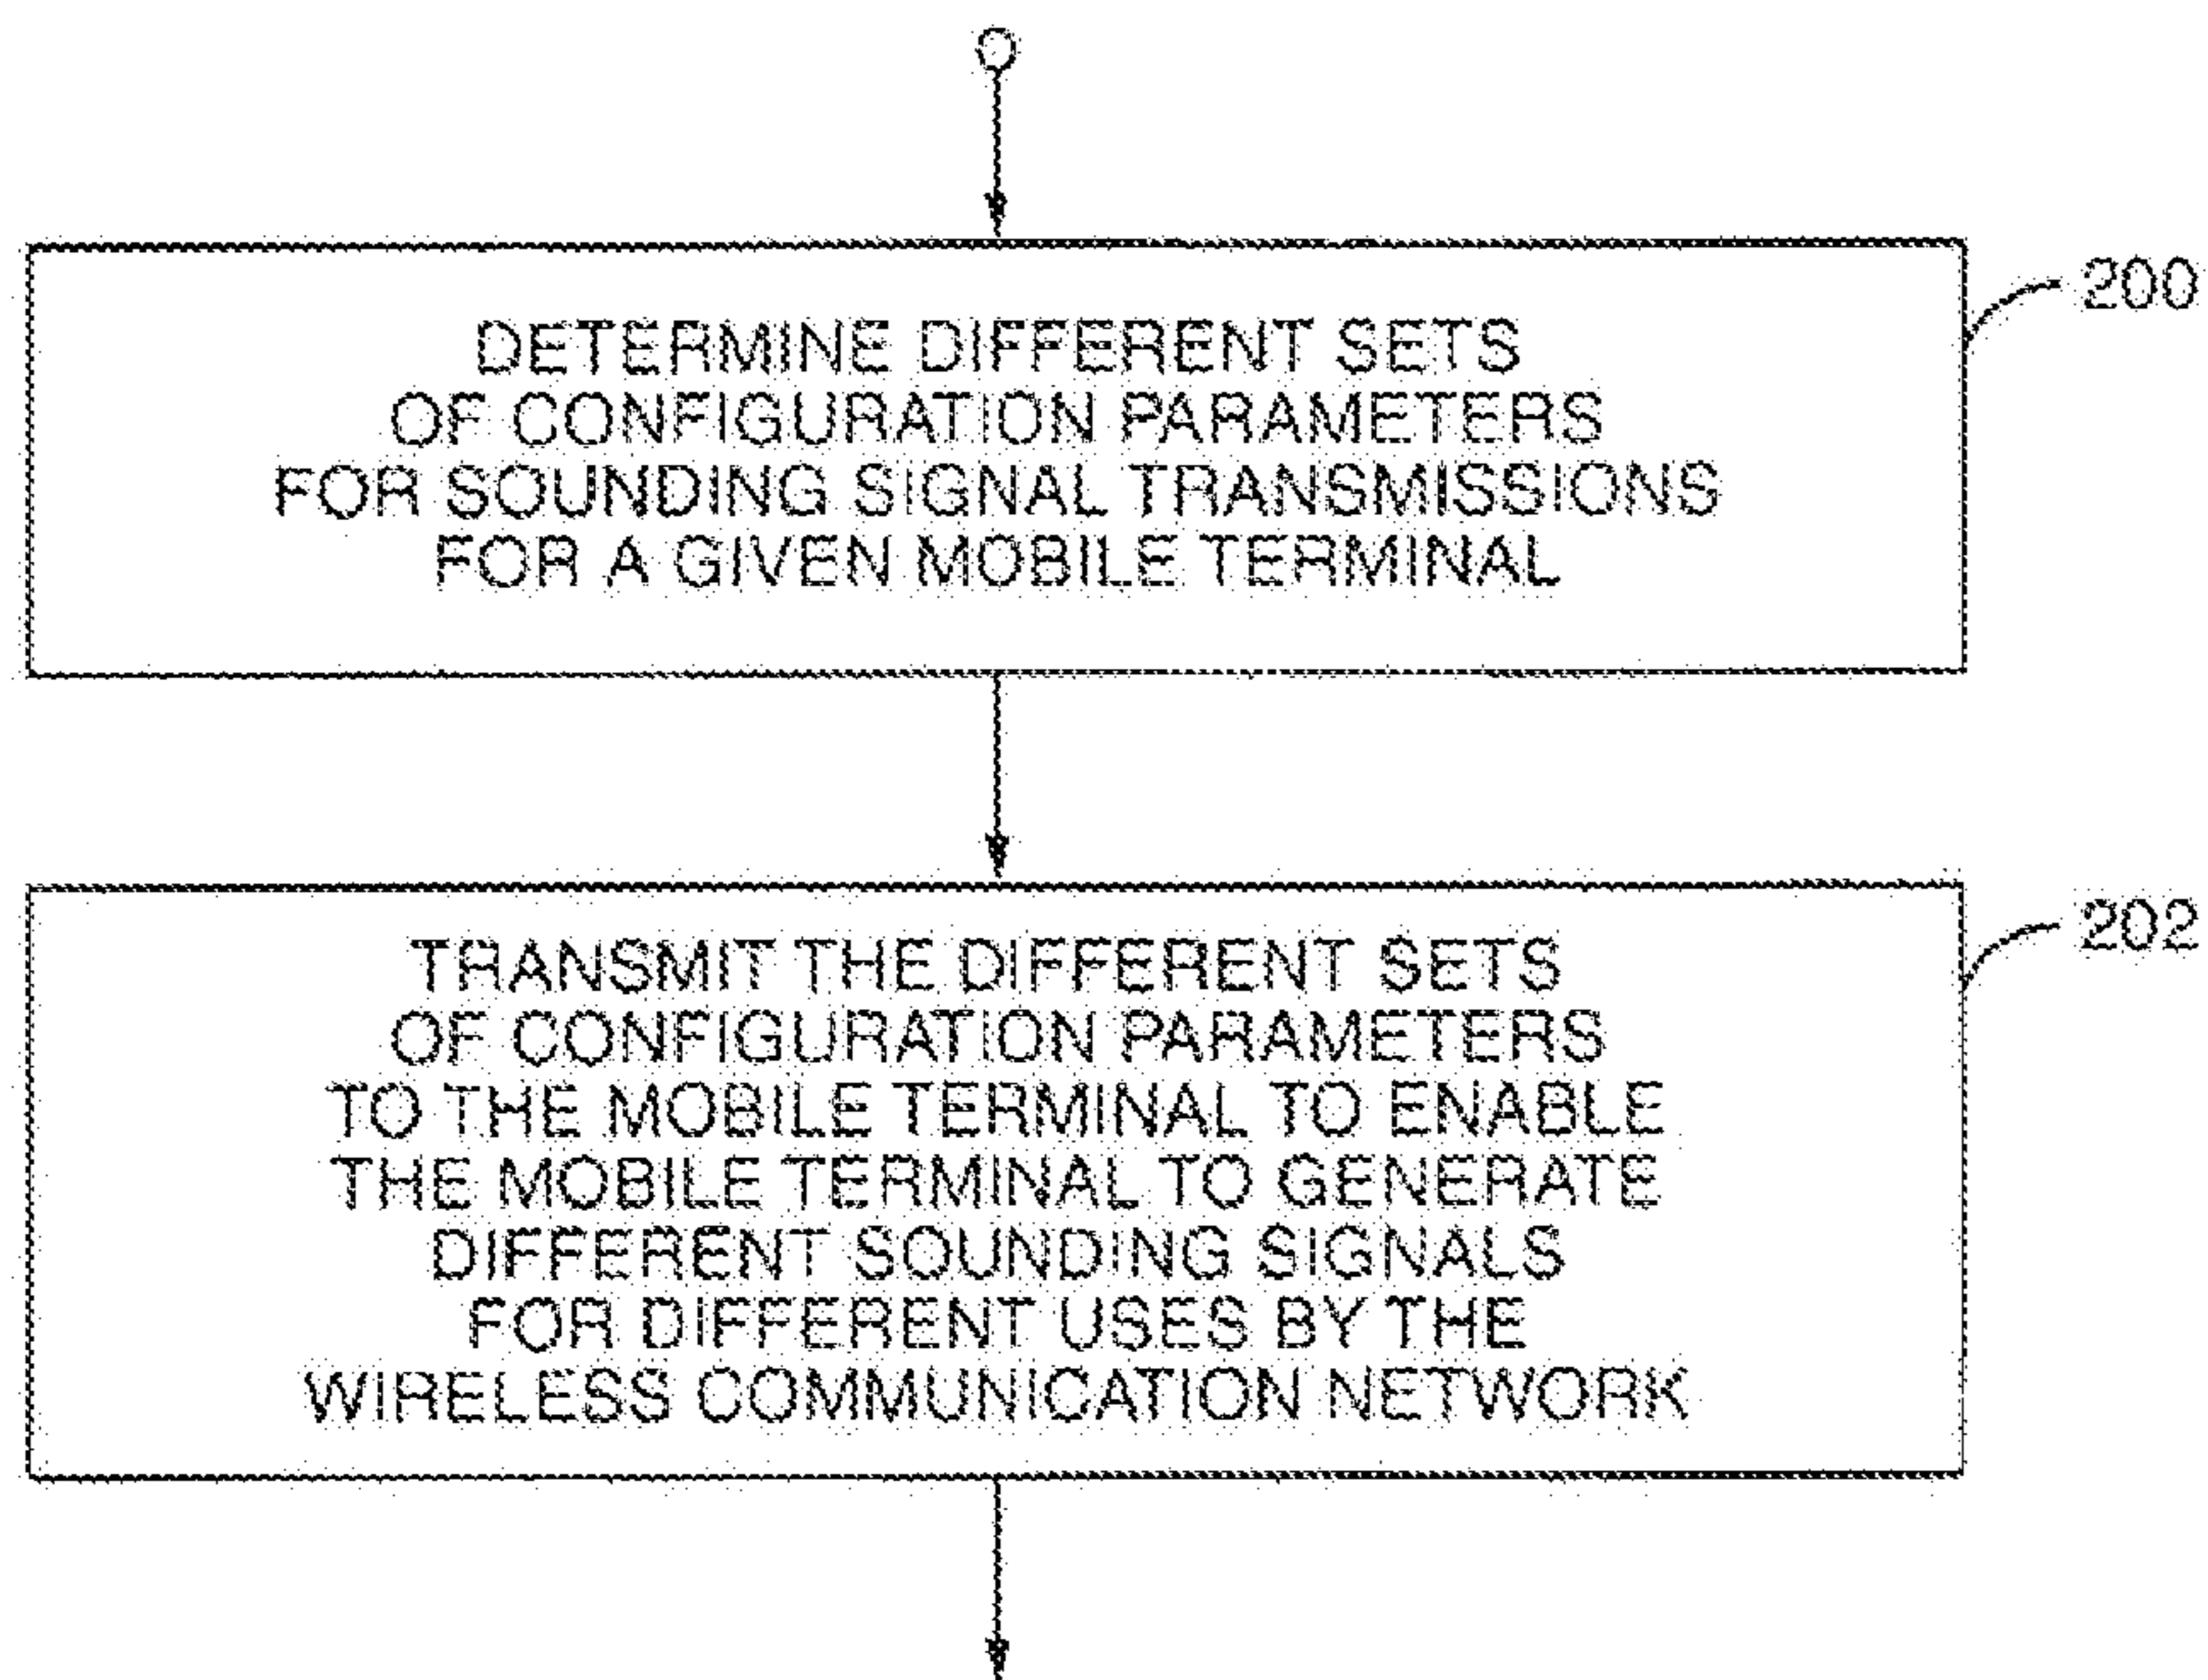 200
DETERMINE DIFFERENT SETS
OF CONFIGURATION PARAMETERS
FOR SOUNDING SIGNAL TRANSMISSIONS
FOR A GIVEN MOBILE TERMINAL
202
TRANSMIT THE DIFFERENT SETS
OF CONFIGURATION PARAMETERS
TO THE MOBILE TERMINAL TO ENABLE
THE MOBILE TERMINAL TO GENERATE
DIFFERENT SOUNDING SIGNALS
FOR DIFFERENT USES BY THE
WIRELESS COMMUNICATION NETWORK